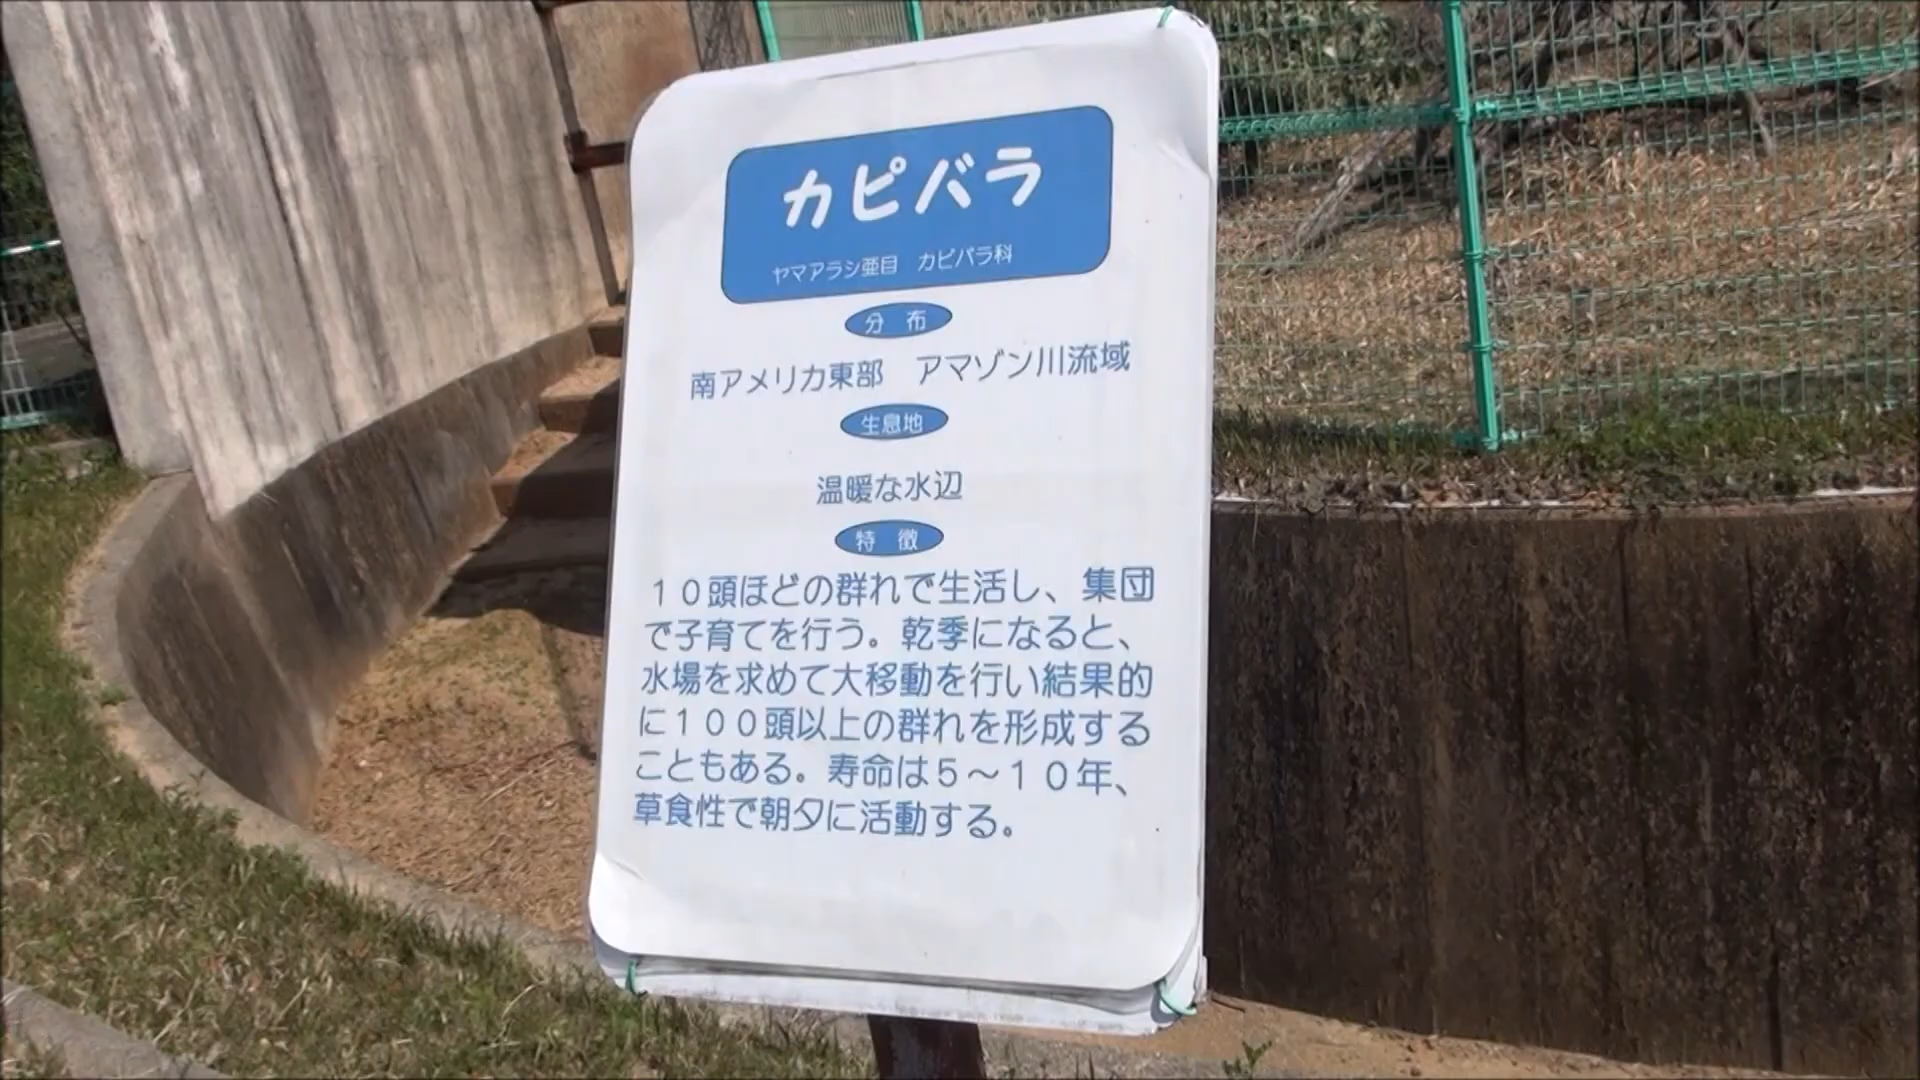 カピバラ
ヤマアラシ亜目　カピバラ科
分　布
南アメリカ東部　アマゾン川流域
生息地
温暖な水辺
特　徴
１０頭ほどの群れで生活し、集団
で子育てを行う。乾季になると、
水場を求めて大移動を行い結果的
に１００頭以上の群れを形成する
こともある。寿命は５～１０年、
草食性で朝夕に活動する。